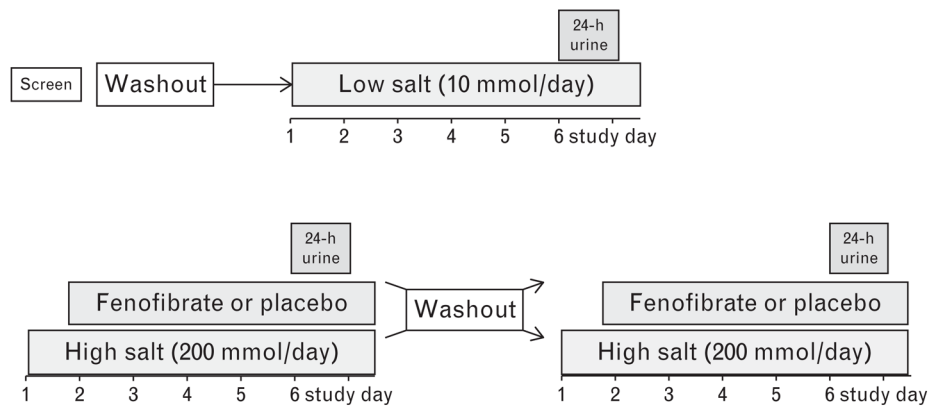 24-h
urine
Screen
Washout
Low salt (10 mmol/day)
1 2 3 4 5 6 study day
24-h
urine
24-h
urine
Fenofibrate or placebo
Washout
Fenofibrate or placebo
High salt (200 mmol/day)
High salt (200 mmol/day)
1 2 3 4 5 6 study day
1 2 3 4 5 6 study day